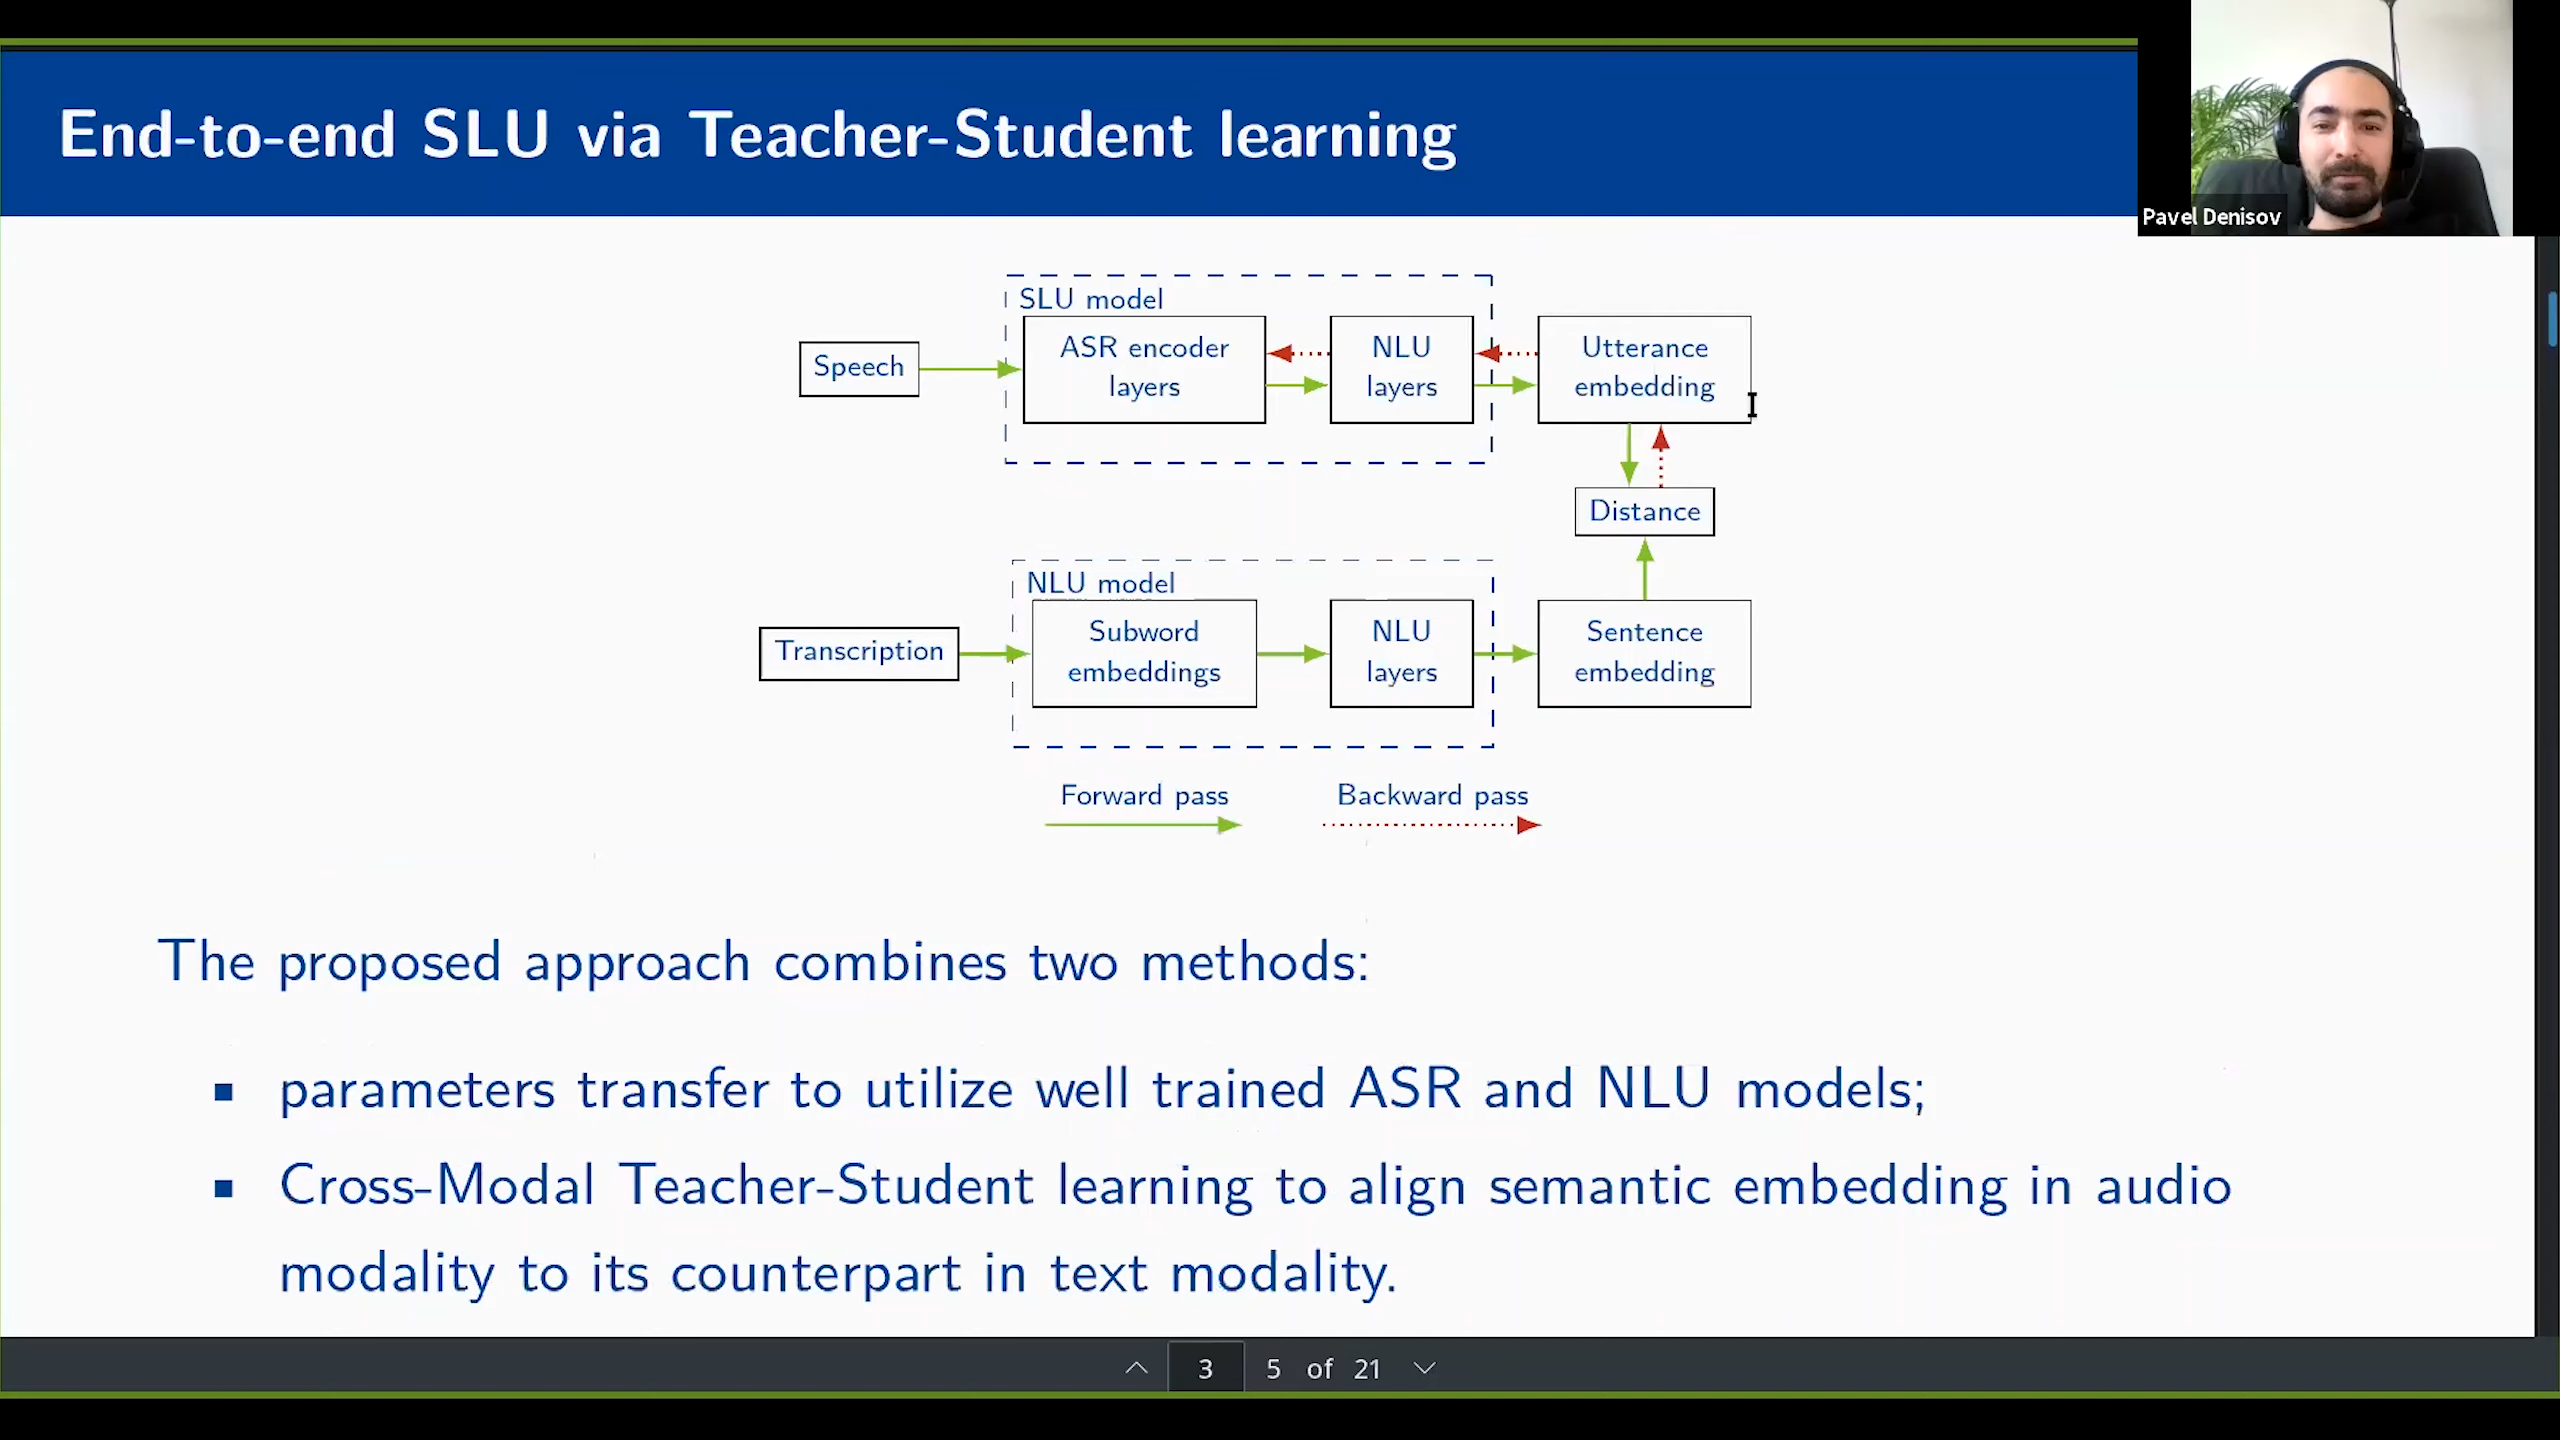 End-to-end SLU via Teacher-Student learning
Pavel Denisov
SLU model
Speech
ASR encoder
layers
NLU
layers
Utterance
embedding
Distance
NLU model
Transcription
Subword
embeddings
NLU
layers
Sentence
embedding
Forward pass
Backward pass
The proposed approach combines two methods:
▪ parameters transfer to utilize well trained ASR and NLU models;
▪ Cross-Modal Teacher-Student learning to align semantic embedding in audio
modality to its counterpart in text modality.
3 5 of 21